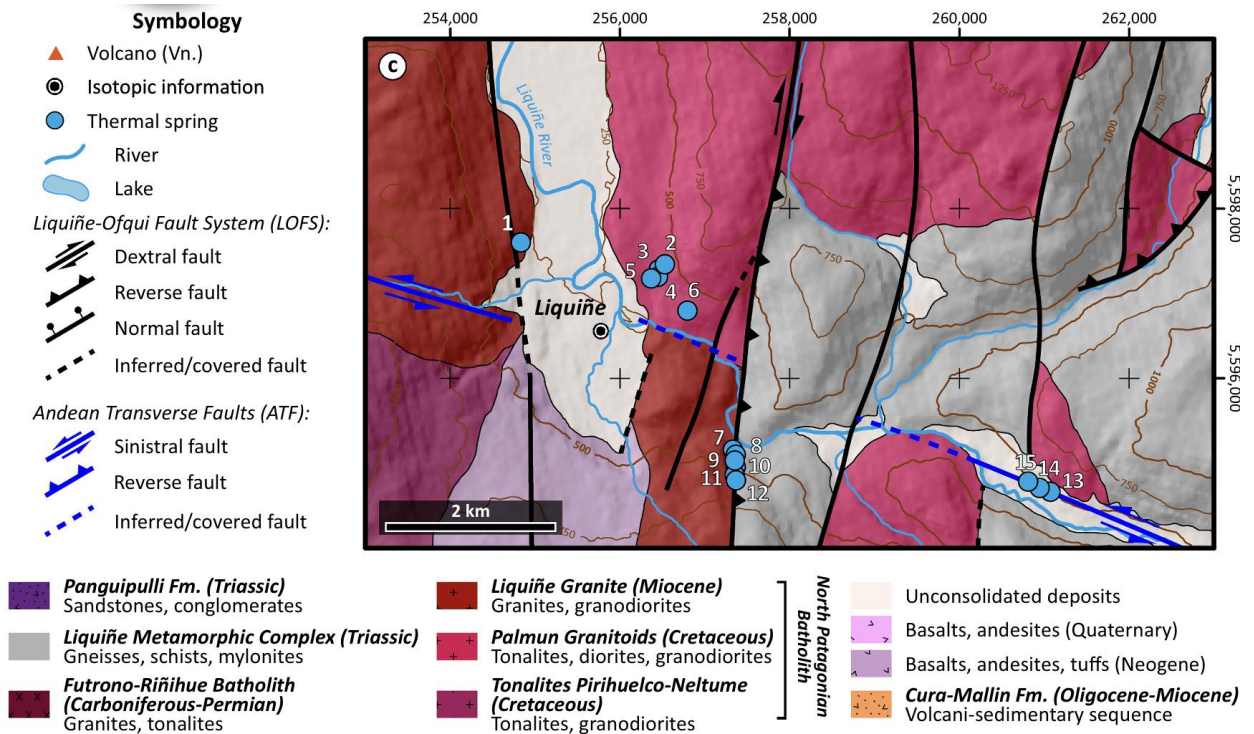 Symbology
Volcano (Vn.)
Isotopic information
Thermal spring
River
Lake
Liquiñe-Ofqui Fault System (LOFS):
Dextral fault
Reverse fault
Normal fault
Inferred/covered fault
Andean Transverse Faults (ATF):
Sinistral fault
Reverse fault
Inferred/covered fault
254,000 256,000 258,000 260,000 262,000
c
Liquiñe River
250
500
750
1250
1000
750
5,598,000
1
3 2
5
4
6
Liquiñe
750
5,596,000
1000
500
7 8
9 10
11
12
15 14
13
750
2 km
750
Panguipulli Fm. (Triassic)
Sandstones, conglomerates
Liquiñe Metamorphic Complex (Triassic)
Gneisses, schists, mylonites
Futrono-Riñihue Batholith
(Carboniferous-Permian)
Granites, tonalites
Liquiñe Granite (Miocene)
Granites, granodiorites
Palmun Granitoids (Cretaceous)
Tonalites, diorites, granodiorites
Tonalites Pirihuelco-Neltume
(Cretaceous)
Tonalites, granodiorites
North Patagonian
Batholith
Unconsolidated deposits
Basalts, andesites (Quaternary)
Basalts, andesites, tuffs (Neogene)
Cura-Mallin Fm. (Oligocene-Miocene)
Volcani-sedimentary sequence